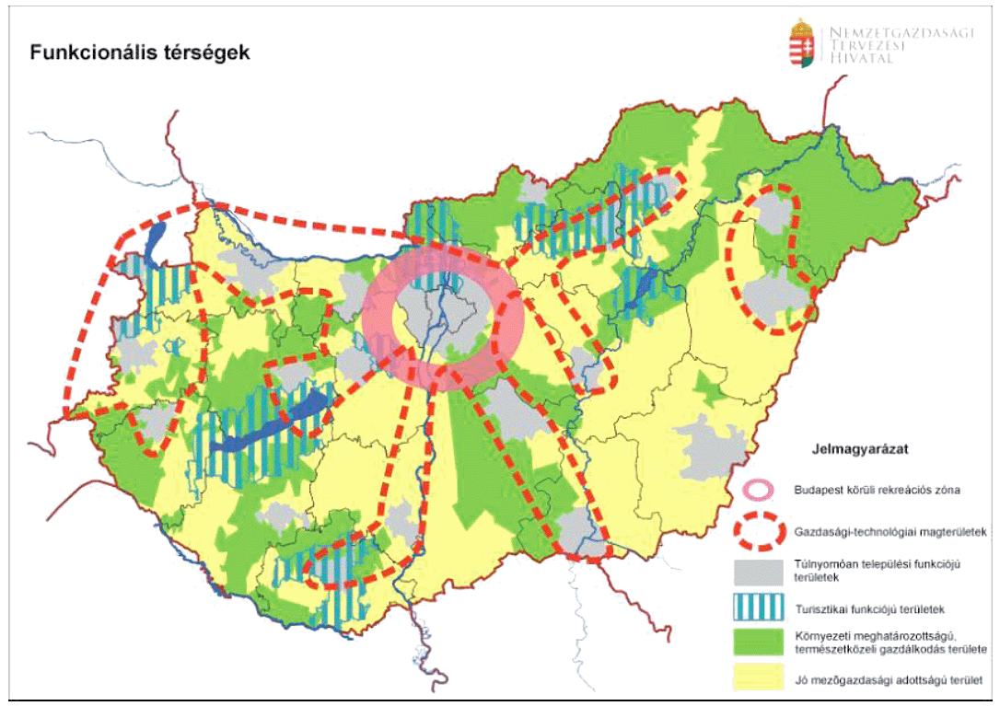 Funkcionális térségek
NEMZETGAZDASÁGI
TERVEZÉSI
HIVATAL
Jelmagyarázat
Budapest körüli rekreációs zóna
Gazdasági-technológiai magterületek
Túlnyomóan települési funkciójú
területek
Turisztikai funkciójú területek
Környezeti meghatározottságú,
természetközeli gazdálkodás területe
Jó mezõgazdasági adottságú terület